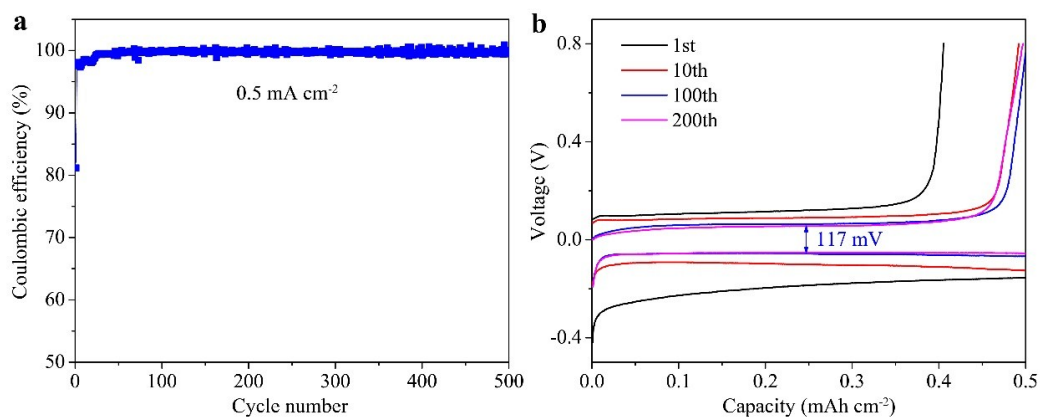 a
100
90
80
70
60
50
Coulombic efficiency (%)
0.5 mA cm-2
0 100 200 300 400 500
Cycle number
b
0.8
0.4
0.0
-0.4
Voltage (V)
1st
10th
100th
200th
117 mV
0.0 0.1 0.2 0.3 0.4 0.5
Capacity (mAh cm-2)